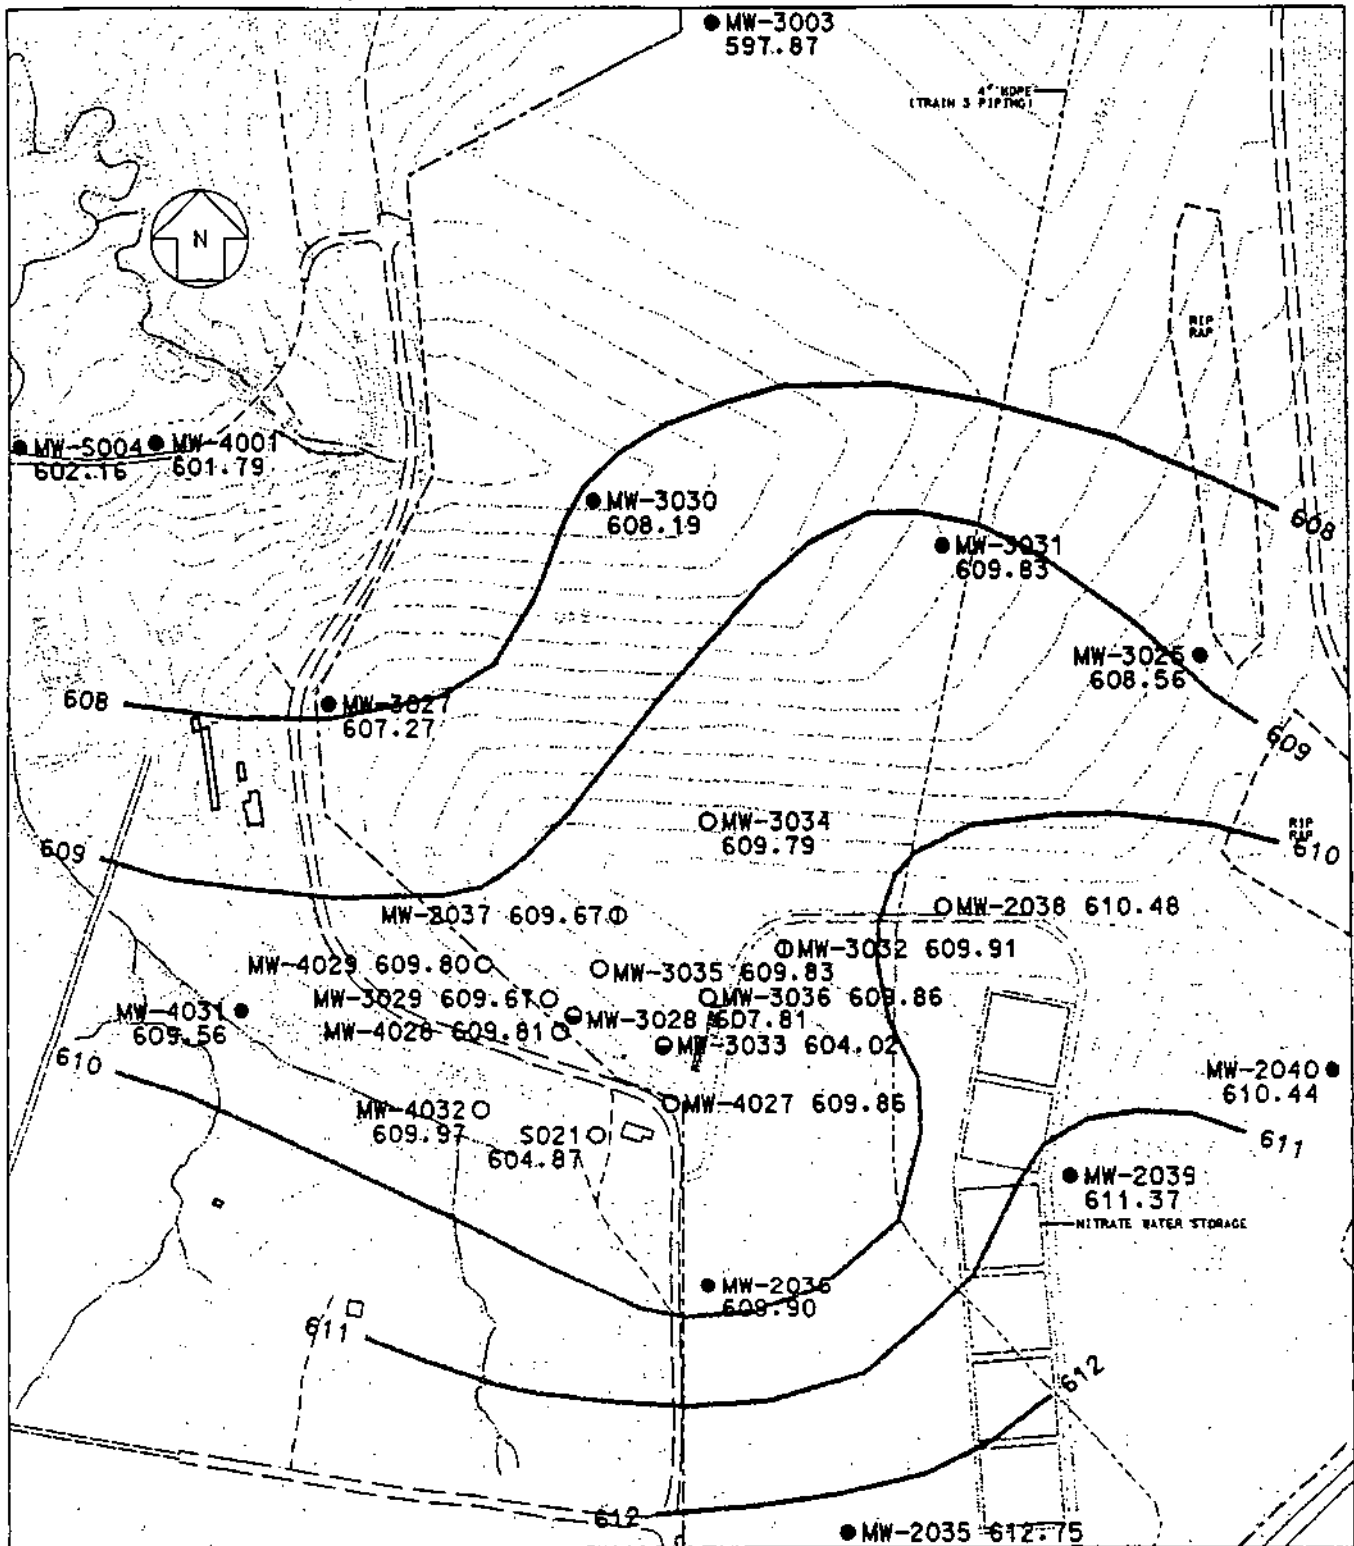 MW-3003
597.87
4" HDPE
(TRAIN 3 PIPING)
N
RIP
RAP
MW-S004
602.16
MW-4001
601.79
MW-3030
608.19
608
MW-3031
609.83
MW-3026
608.56
608
MW-3027
607.27
609
MW-3034
609.79
RIP
RAP
610
609
MW-3037 609.67
MW-2038 610.48
MW-3032 609.91
MW-4029 609.80
MW-3035 609.83
MW-3029 609.67
MW-3036 609.86
MW-4031
609.56
MW-3028 607.81
MW-4028 609.81
MW-3033 604.02
610
MW-2040
610.44
MW-4032
609.97
MW-4027 609.86
S021
604.87
611
MW-2039
611.37
NITRATE WATER STORAGE
MW-2036
609.90
611
612
612
MW-2035 612.75